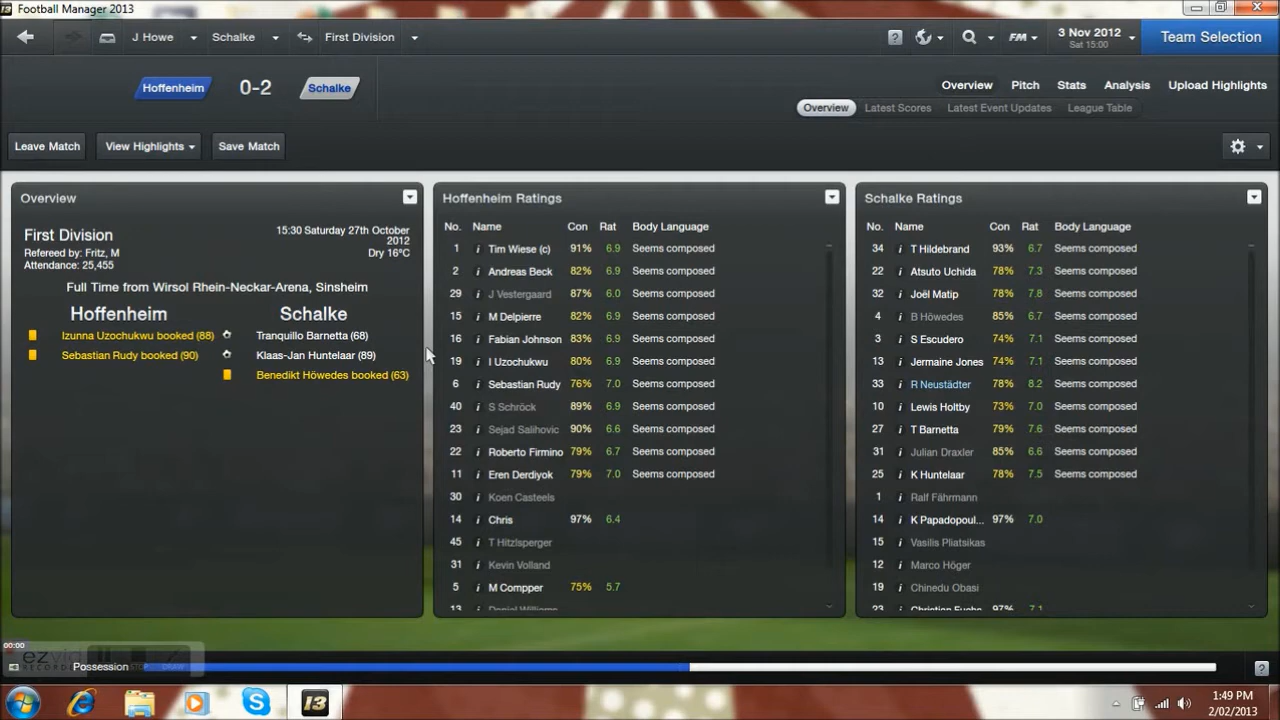 Football Manager 2013
J Howe Schalke First Division FM 3 Nov 2012 Sat 15:00 Team Selection
Hoffenheim 0-2 Schalke
Overview Pitch Stats Analysis Upload Highlights
Overview Latest Scores Latest Event Updates League Table
Leave Match View Highlights Save Match
Overview
First Division 15:30 Saturday 27th October 2012
Refereed by: Fritz, M Dry 16°C
Attendance: 25,455
Full Time from Wirsol Rhein-Neckar-Arena, Sinsheim
Hoffenheim Schalke
Izunna Uzochukwu booked (88) Tranquillo Barnetta (68)
Sebastian Rudy booked (90) Klaas-Jan Huntelaar (89)
Benedikt Höwedes booked (63)
Hoffenheim Ratings
No. Name Con Rat Body Language
1 i Tim Wiese (c) 91% 6.9 Seems composed
2 i Andreas Beck 82% 6.9 Seems composed
29 i J Vestergaard 87% 6.0 Seems composed
15 i M Delpierre 82% 6.9 Seems composed
16 i Fabian Johnson 83% 6.9 Seems composed
19 i I Uzochukwu 80% 6.9 Seems composed
6 i Sebastian Rudy 76% 7.0 Seems composed
40 i S Schröck 89% 6.9 Seems composed
23 i Sejad Salihovic 90% 6.6 Seems composed
22 i Roberto Firmino 79% 6.7 Seems composed
11 i Eren Derdiyok 79% 7.0 Seems composed
30 i Koen Casteels
14 i Chris 97% 6.4
45 i T Hitzlsperger
31 i Kevin Volland
5 i M Compper 75% 5.7
13 i Daniel Williams
Schalke Ratings
No. Name Con Rat Body Language
34 i T Hildebrand 93% 6.7 Seems composed
22 i Atsuto Uchida 78% 7.3 Seems composed
32 i Joël Matip 78% 7.8 Seems composed
4 i B Höwedes 85% 6.7 Seems composed
3 i S Escudero 74% 7.1 Seems composed
13 i Jermaine Jones 74% 7.1 Seems composed
33 i R Neustädter 78% 8.2 Seems composed
10 i Lewis Holtby 73% 7.0 Seems composed
27 i T Barnetta 79% 7.6 Seems composed
31 i Julian Draxler 85% 6.6 Seems composed
25 i K Huntelaar 78% 7.5 Seems composed
1 i Ralf Fährmann
14 i K Papadopoul... 97% 7.0
15 i Vasilis Pliatsikas
12 i Marco Höger
19 i Chinedu Obasi
23 i Christian Fuchs 97% 7.1
00:00
ezvid
RECORDER
Possession STOP DRAW
1:49 PM
2/02/2013